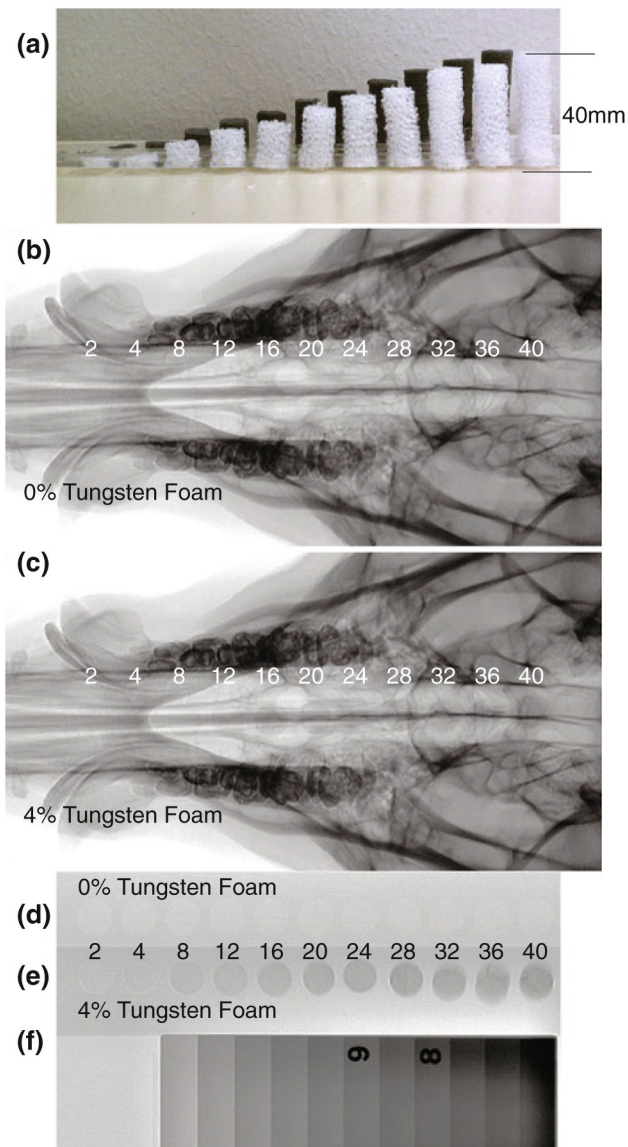 (a)
40mm
(b)
2 4 8 12 16 20 24 28 32 36 40
0% Tungsten Foam
(c)
2 4 8 12 16 20 24 28 32 36 40
4% Tungsten Foam
0% Tungsten Foam
(d)
2 4 8 12 16 20 24 28 32 36 40
(e)
4% Tungsten Foam
(f)
6 8